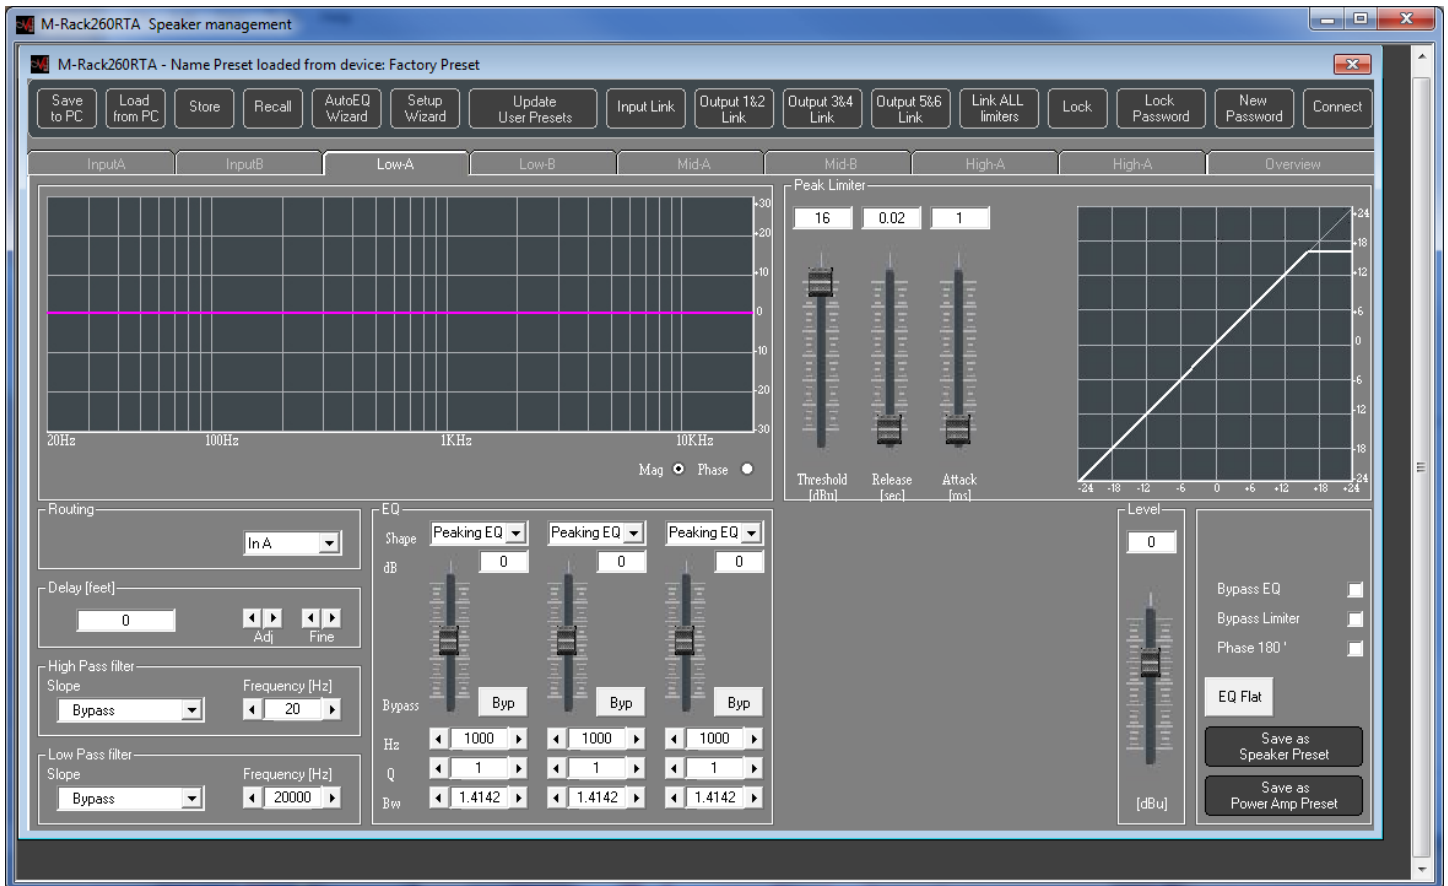 M-Rack260RTA Speaker management
M-Rack260RTA - Name Preset loaded from device: Factory Preset
Save to PC
Load from PC
Store
Recall
AutoEQ Wizard
Setup Wizard
Update User Presets
Input Link
Output 1&2 Link
Output 3&4 Link
Output 5&6 Link
Link ALL limiters
Lock
Lock Password
New Password
Connect
InputA InputB Low-A Low-B Mid-A Mid-B High-A High-A Overview
+30
+20
+10
0
-10
-20
-30
20Hz 100Hz 1KHz 10KHz
Mag Phase
Peak Limiter
16 0.02 1
Threshold [dBu]
Release [sec]
Attack [ms]
+24
+18
+12
+6
0
-6
-12
-18
-24
-24 -18 -12 -6 0 +6 +12 +18 +24
Routing
In A
Delay [feet]
0
Adj Fine
High Pass filter
Slope Frequency [Hz]
Bypass 20
Low Pass filter
Slope Frequency [Hz]
Bypass 20000
EQ
Shape Peaking EQ Peaking EQ Peaking EQ
dB 0 0 0
Bypass Byp Byp Byp
Hz 1000 1000 1000
Q 1 1 1
Bw 1.4142 1.4142 1.4142
Level
0
[dBu]
Bypass EQ
Bypass Limiter
Phase 180 '
EQ Flat
Save as
Speaker Preset
Save as
Power Amp Preset